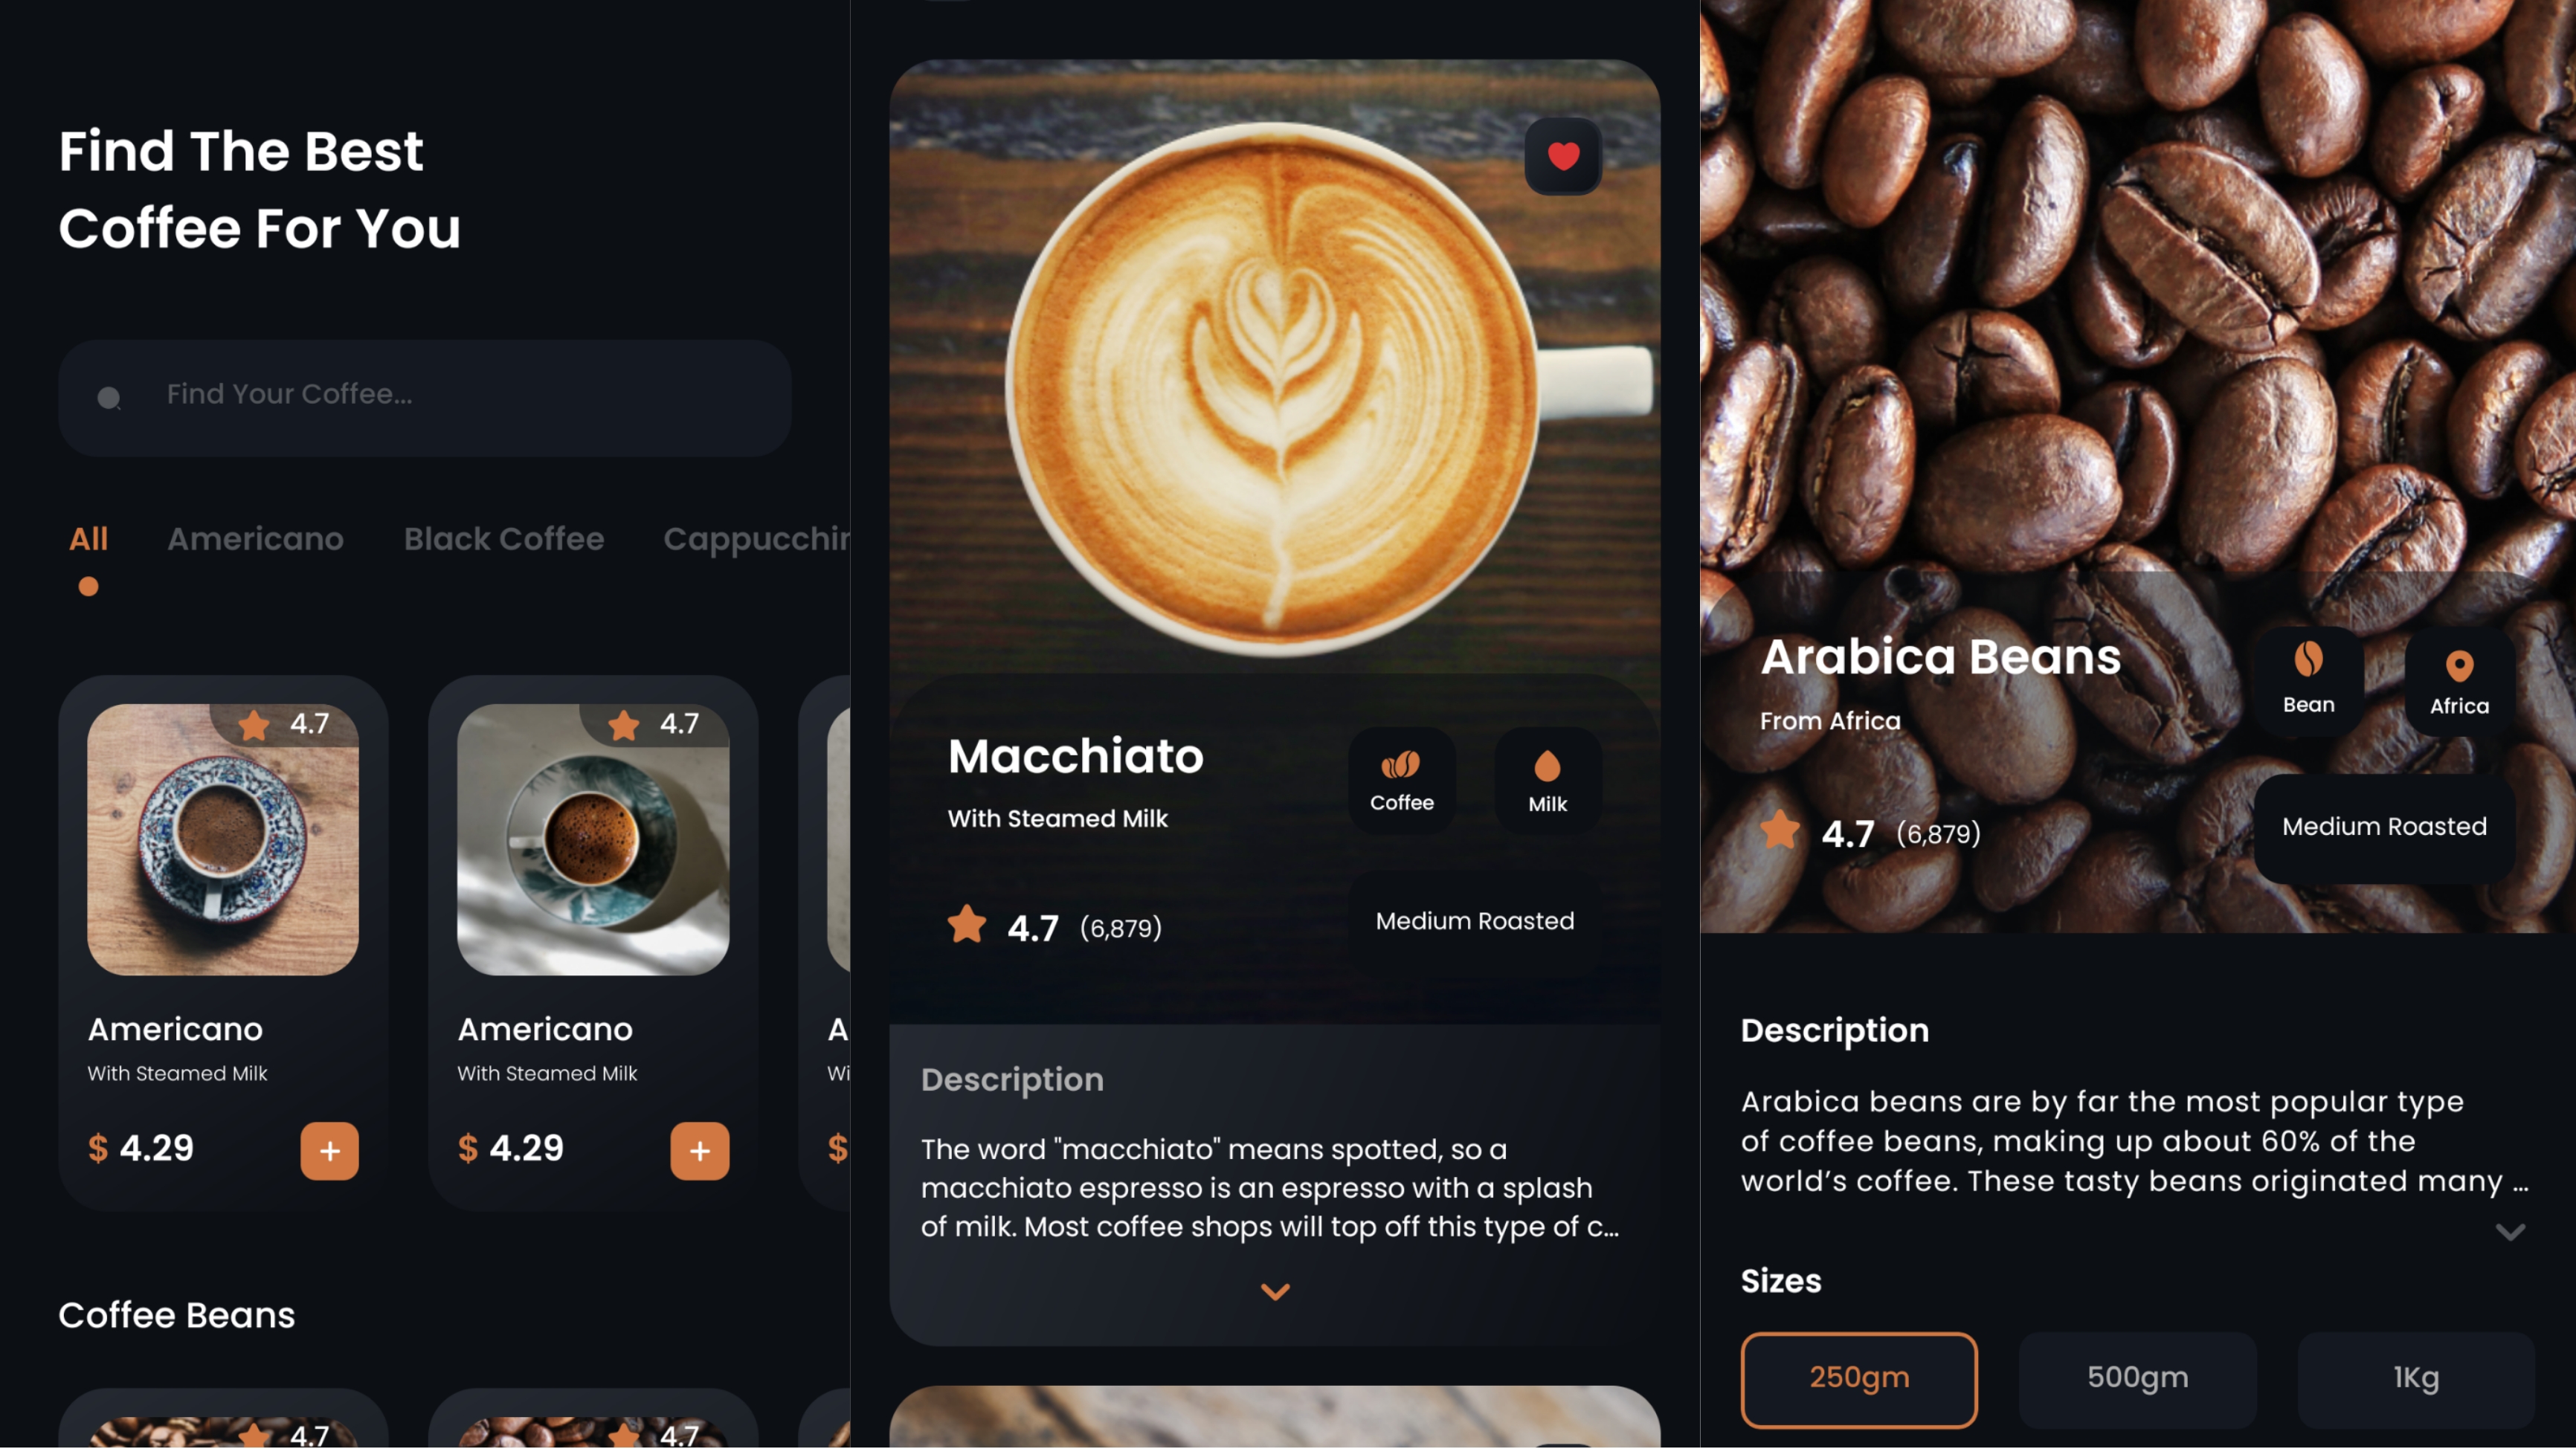 Find The Best
Coffee For You
Find Your Coffee...
All Americano Black Coffee Cappucchin
4.7 4.7
Americano Americano A
With Steamed Milk With Steamed Milk Wi
$ 4.29 + $ 4.29 + $
Coffee Beans
4.7 4.7
Macchiato
With Steamed Milk
Coffee Milk
4.7 (6,879)
Medium Roasted
Description
The word "macchiato" means spotted, so a
macchiato espresso is an espresso with a splash
of milk. Most coffee shops will top off this type of c...
Arabica Beans
From Africa
Bean Africa
4.7 (6,879)
Medium Roasted
Description
Arabica beans are by far the most popular type
of coffee beans, making up about 60% of the
world’s coffee. These tasty beans originated many ...
Sizes
250gm 500gm 1Kg